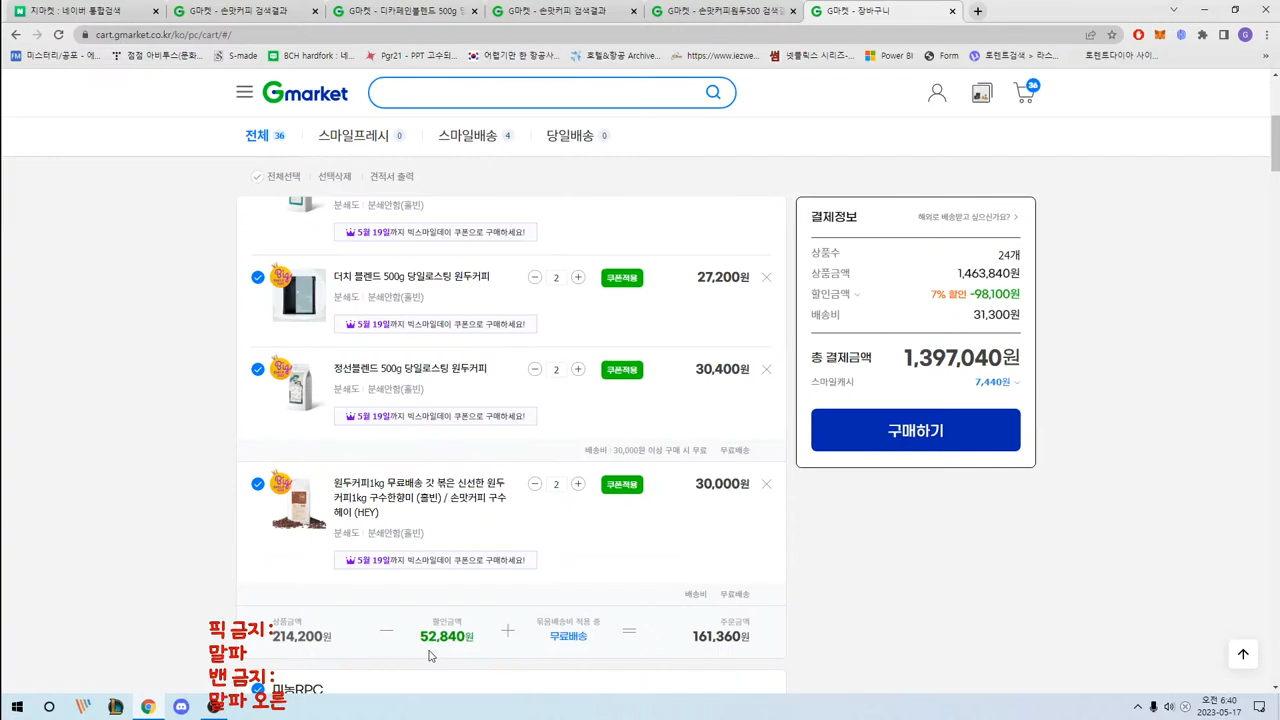 지마켓 : 네이버 통합검색
G마켓 - 손맛커피 검색결과
G마켓 - 디카페인블렌드 1kg 갓볶은
G마켓 - 손맛커피 검색결과
G마켓 - 손커피원두500 검색결
G마켓 - 장바구니
cart.gmarket.co.kr/ko/pc/cart/#/
미스터리/공포 - 베...
점점 아브투스(둔...
S-made
BCH hardfork : 네...
Pgr21 - PPT 최소...
어렵기만 한 항공사...
호텔&항공 Archive...
https://www.lezwe...
넷플릭스 시리즈...
Power BI
Form
토렌트검색 > 라스...
토렌트다이아 사이...
Gmarket
36
전체 36
스마일프레시 0
스마일배송 4
당일배송 0
전체선택 선택삭제 견적서 출력
분쇄도 분쇄안함(홀빈)
5월 19일까지 빅스마일데이 쿠폰으로 구매하세요!
더치 블렌드 500g 당일로스팅 원두커피 2 쿠폰적용 27,200원
분쇄도 분쇄안함(홀빈)
5월 19일까지 빅스마일데이 쿠폰으로 구매하세요!
정선블렌드 500g 당일로스팅 원두커피 2 쿠폰적용 30,400원
분쇄도 분쇄안함(홀빈)
5월 19일까지 빅스마일데이 쿠폰으로 구매하세요!
배송비 30,000원 이상 구매 시 무료 무료배송
원두커피1kg 무료배송 갓 볶은 신선한 원두 2 쿠폰적용 30,000원
커피1kg 구수한향미 (홀빈) / 손맛커피 구수
헤이 (HEY)
분쇄도 분쇄안함(홀빈)
5월 19일까지 빅스마일데이 쿠폰으로 구매하세요!
배송비 무료배송
상품금액 할인금액 묶음배송비 적용 중 주문금액
214,200원 52,840원 무료배송 161,360원
미농RPC
결제정보 해외로 배송받고 싶으신가요?
상품수 24개
상품금액 1,463,840원
할인금액 7% 할인 -98,100원
배송비 31,300원
총 결제금액 1,397,040원
스마일캐시 7,440원
구매하기
픽 금지:
말파
밴 금지:
말파 오른
오전 6:40
2023-05-17